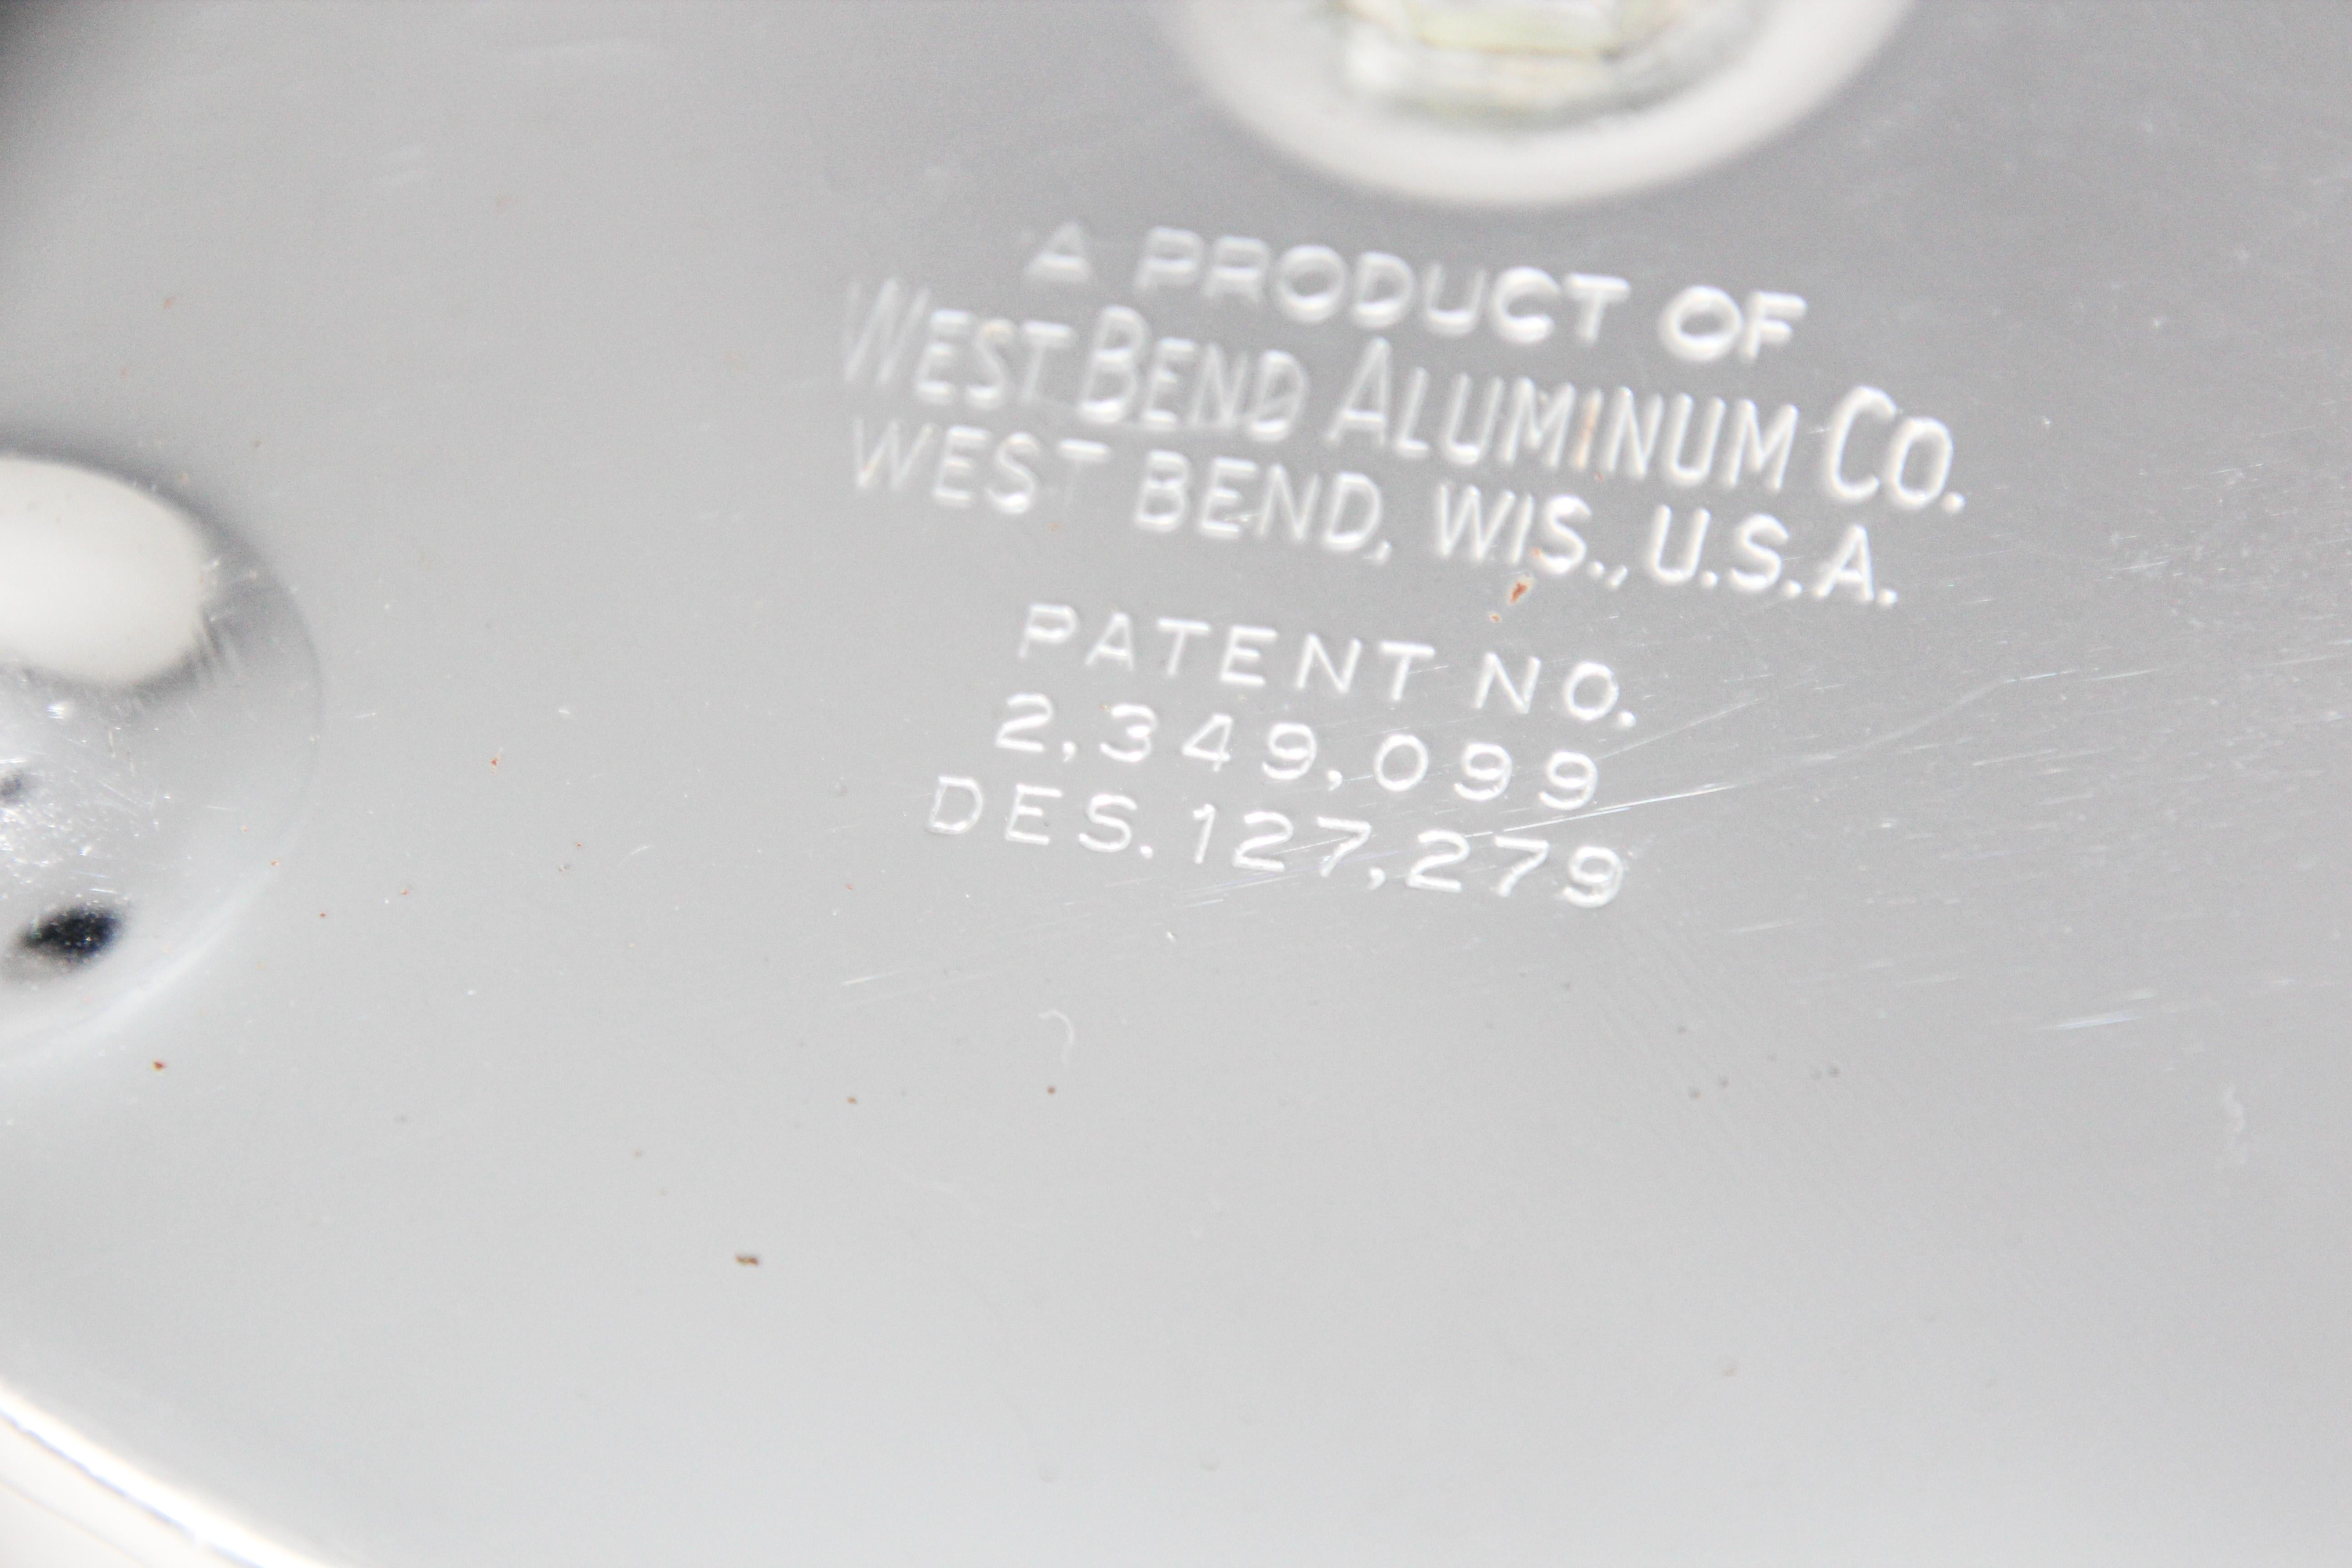 A PRODUCT OF
WEST BEND ALUMINUM CO.
WEST BEND, WIS., U.S.A.
PATENT NO.
2,349,099
DES. 127,279